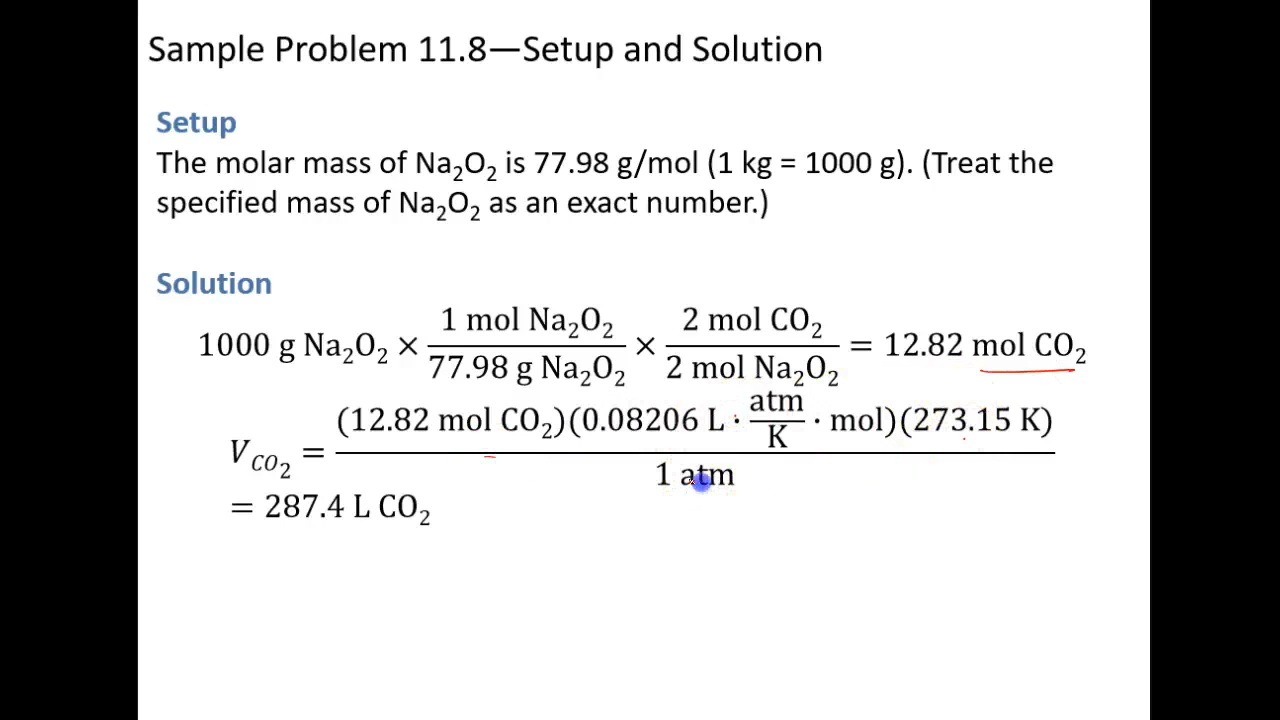 Sample Problem 11.8—Setup and Solution
Setup
The molar mass of Na₂O₂ is 77.98 g/mol (1 kg = 1000 g). (Treat the
specified mass of Na₂O₂ as an exact number.)
Solution
1000 g Na₂O₂ × (1 mol Na₂O₂)/(77.98 g Na₂O₂) × (2 mol CO₂)/(2 mol Na₂O₂) = 12.82 mol CO₂
V_CO₂ = (12.82 mol CO₂)(0.08206 L · atm/K · mol)(273.15 K) / 1 atm
= 287.4 L CO₂